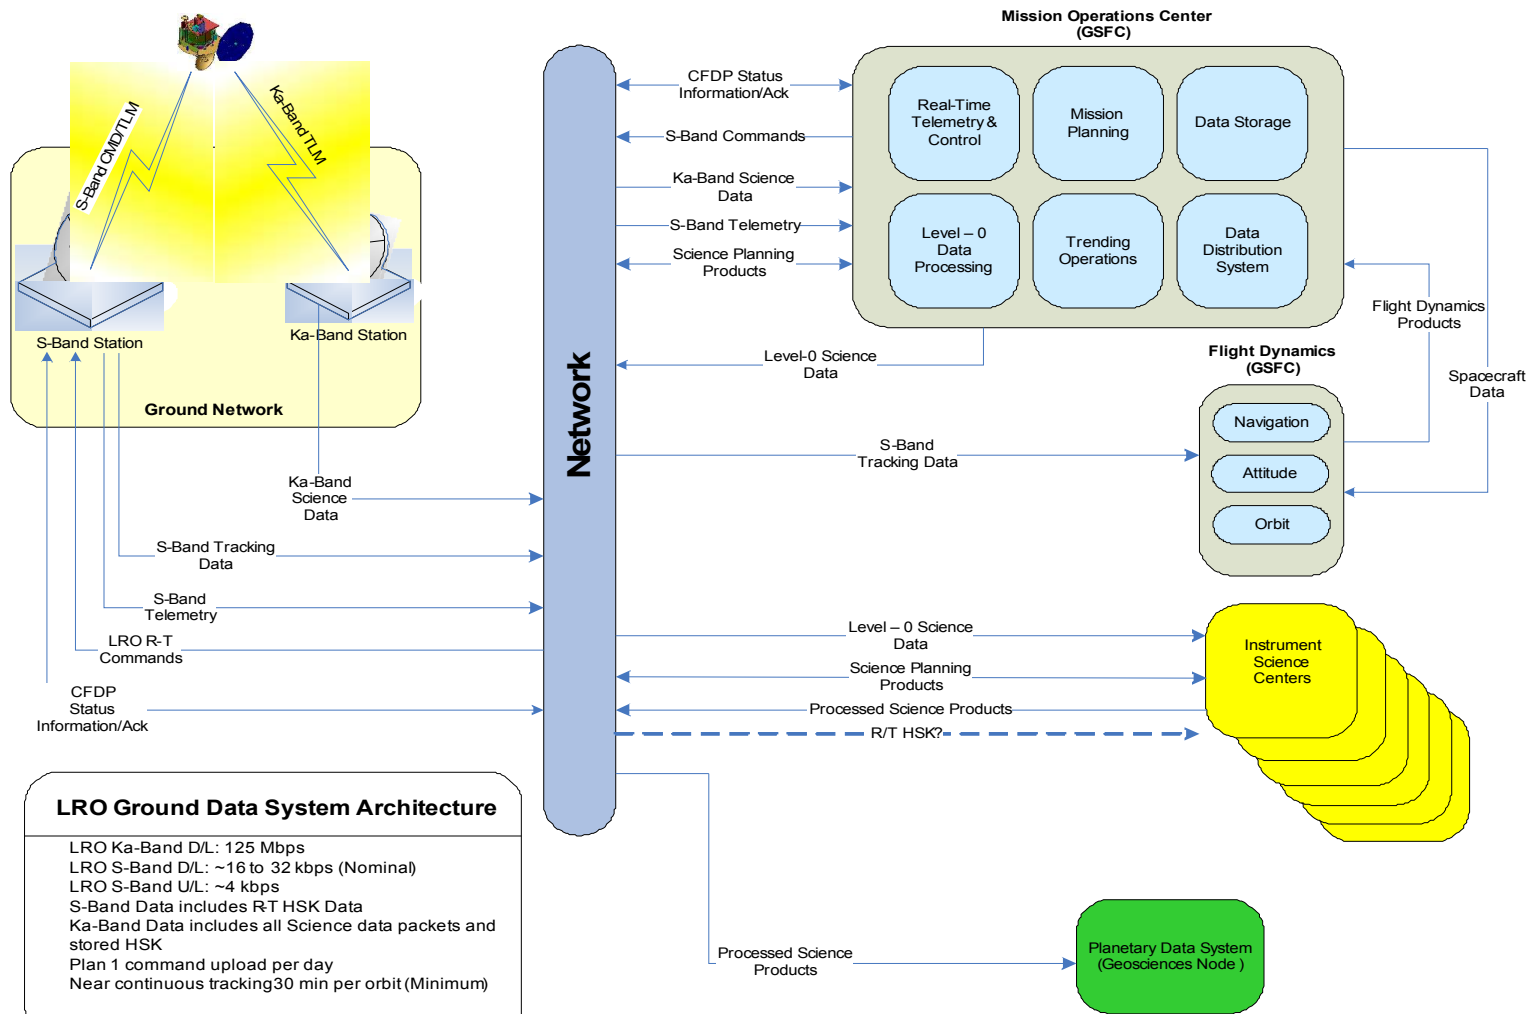 Mission Operations Center
(GSFC)
S-Band CMD/TLM
Ka-Band TLM
CFDP Status
Information/Ack
S-Band Commands
Ka-Band Science
Data
S-Band Telemetry
Science Planning
Products
Real-Time
Telemetry &
Control
Mission
Planning
Data Storage
Level – 0
Data
Processing
Trending
Operations
Data
Distribution
System
S-Band Station
Ka-Band Station
Ground Network
Network
Level-0 Science
Data
Flight Dynamics
Products
Spacecraft
Data
Flight Dynamics
(GSFC)
Navigation
Attitude
Orbit
S-Band
Tracking Data
Ka-Band
Science
Data
S-Band Tracking
Data
S-Band
Telemetry
LRO R-T
Commands
CFDP
Status
Information/Ack
Level – 0 Science
Data
Science Planning
Products
Processed Science Products
R/T HSK?
Instrument
Science
Centers
LRO Ground Data System Architecture
LRO Ka-Band D/L: 125 Mbps
LRO S-Band D/L: ~16 to 32 kbps (Nominal)
LRO S-Band U/L: ~4 kbps
S-Band Data includes R-T HSK Data
Ka-Band Data includes all Science data packets and
stored HSK
Plan 1 command upload per day
Near continuous tracking30 min per orbit (Minimum)
Processed Science
Products
Planetary Data System
(Geosciences Node )